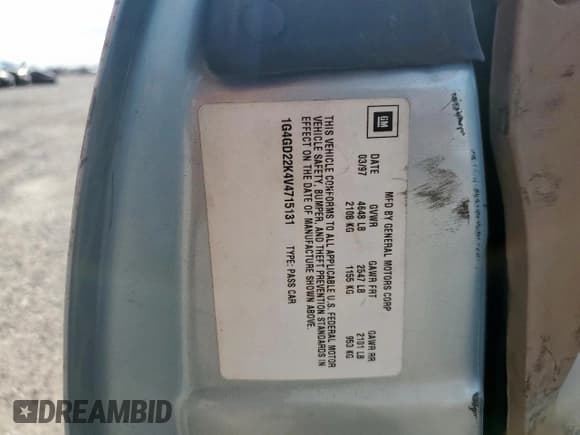 GM
MFD BY GENERAL MOTORS CORP
DATE GVWR GAWR FRT GAWR RR
03/97 4648 LB 2547 LB 2101 LB
2108 KG 1155 KG 953 KG
THIS VEHICLE CONFORMS TO ALL APPLICABLE U.S. FEDERAL MOTOR
VEHICLE SAFETY, BUMPER, AND THEFT PREVENTION STANDARDS IN
EFFECT ON THE DATE OF MANUFACTURE SHOWN ABOVE.
1G4GD22K4V4715131 TYPE: PASS CAR
DREAMBID